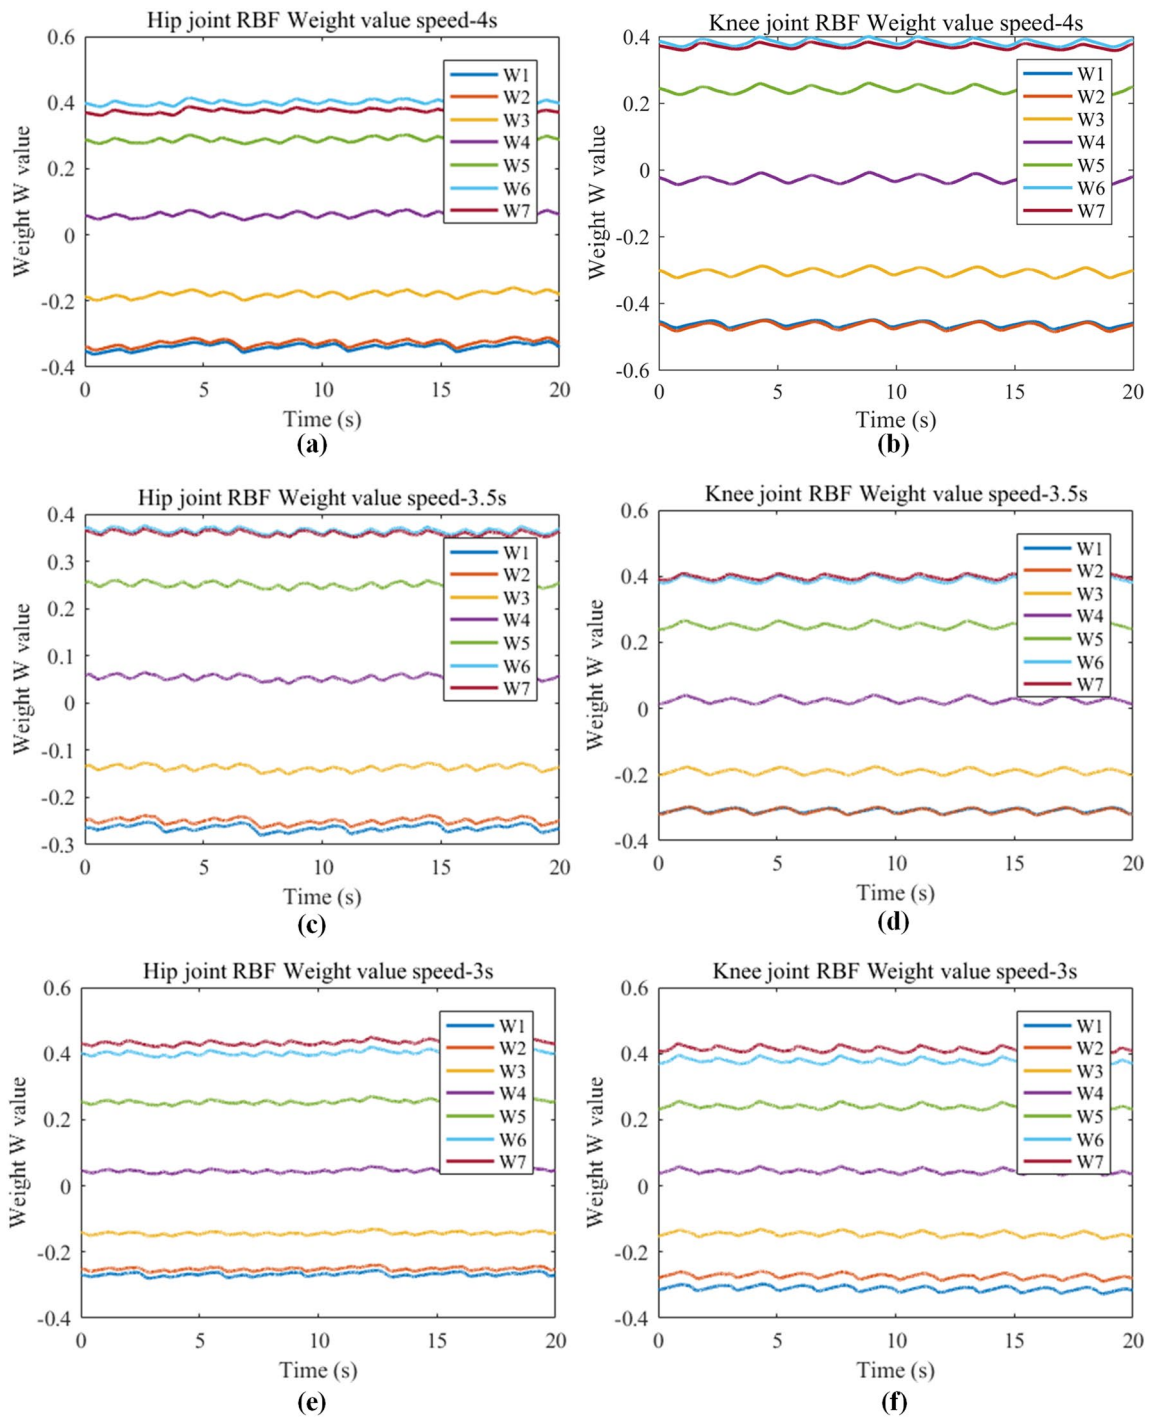 Hip joint RBF Weight value speed-4s
0.6
0.4
0.2
0
-0.2
-0.4
Weight W value
W1
W2
W3
W4
W5
W6
W7
0 5 10 15 20
Time (s)
(a)
Knee joint RBF Weight value speed-4s
0.4
0.2
0
-0.2
-0.4
-0.6
Weight W value
W1
W2
W3
W4
W5
W6
W7
0 5 10 15 20
Time (s)
(b)
Hip joint RBF Weight value speed-3.5s
0.4
0.3
0.2
0.1
0
-0.1
-0.2
-0.3
Weight W value
W1
W2
W3
W4
W5
W6
W7
0 5 10 15 20
Time (s)
(c)
Knee joint RBF Weight value speed-3.5s
0.6
0.4
0.2
0
-0.2
-0.4
Weight W value
W1
W2
W3
W4
W5
W6
W7
0 5 10 15 20
Time (s)
(d)
Hip joint RBF Weight value speed-3s
0.6
0.4
0.2
0
-0.2
-0.4
Weight W value
W1
W2
W3
W4
W5
W6
W7
0 5 10 15 20
Time (s)
(e)
Knee joint RBF Weight value speed-3s
0.6
0.4
0.2
0
-0.2
-0.4
Weight W value
W1
W2
W3
W4
W5
W6
W7
0 5 10 15 20
Time (s)
(f)